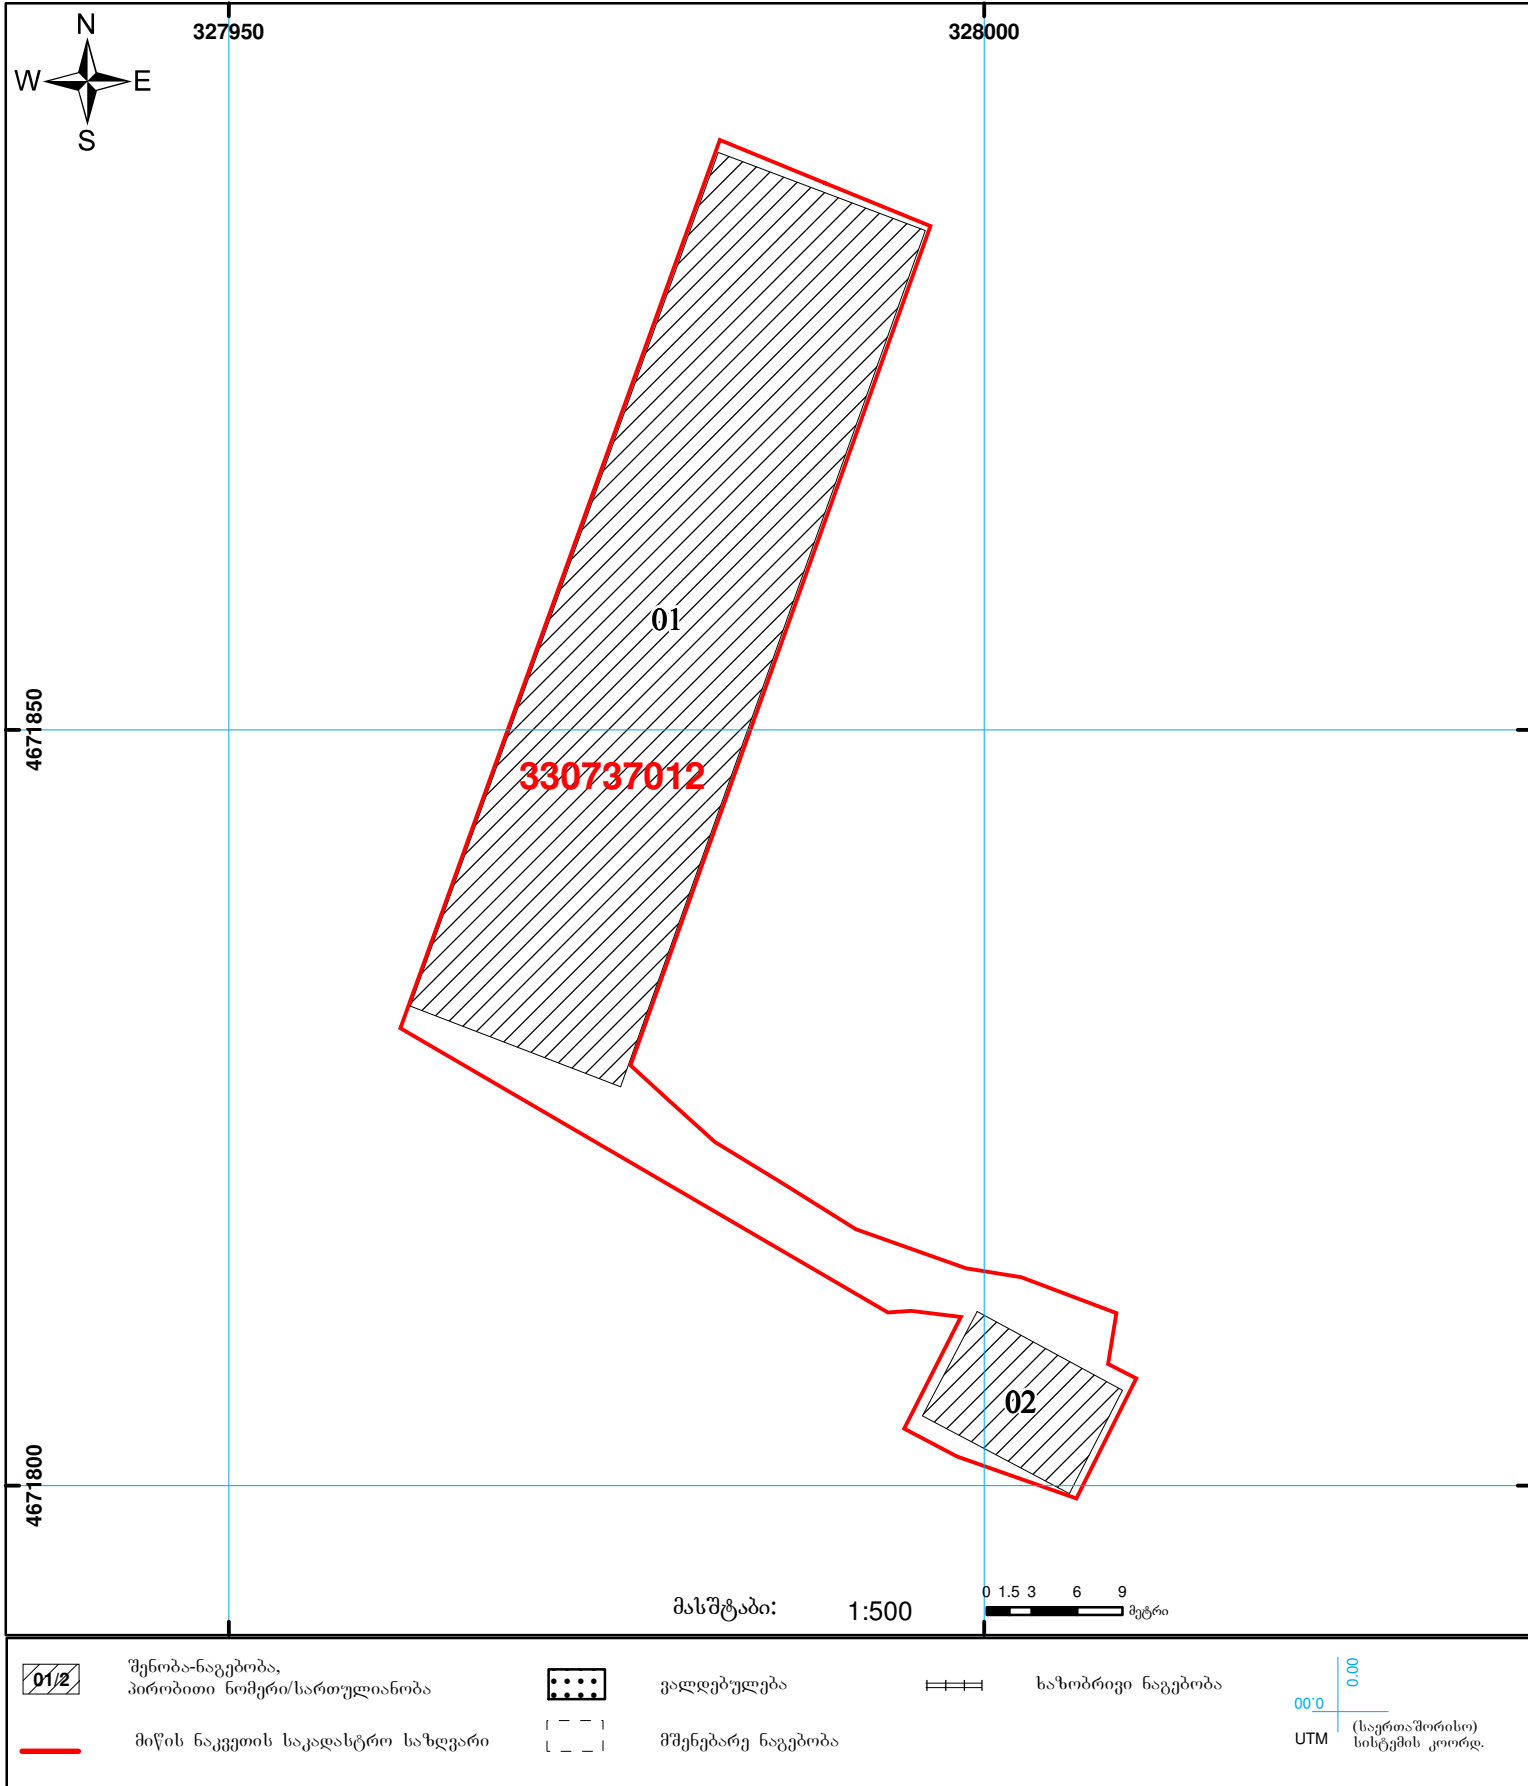 N
W E
S
327950
328000
01
4671850
330737012
02
4671800
მასშტაბი: 1:500
0 1.5 3 6 9
მეტრი
01/2
შენობა-ნაგებობა,
პირობითი ნომერი/სართულიანობა
ვალდებულება
ხაზობრივი ნაგებობა
00.0
00.0
მიწის ნაკვეთის საკადასტრო საზღვარი
მშენებარე ნაგებობა
UTM
(საერთაშორისო)
სისტემის კოორდ.